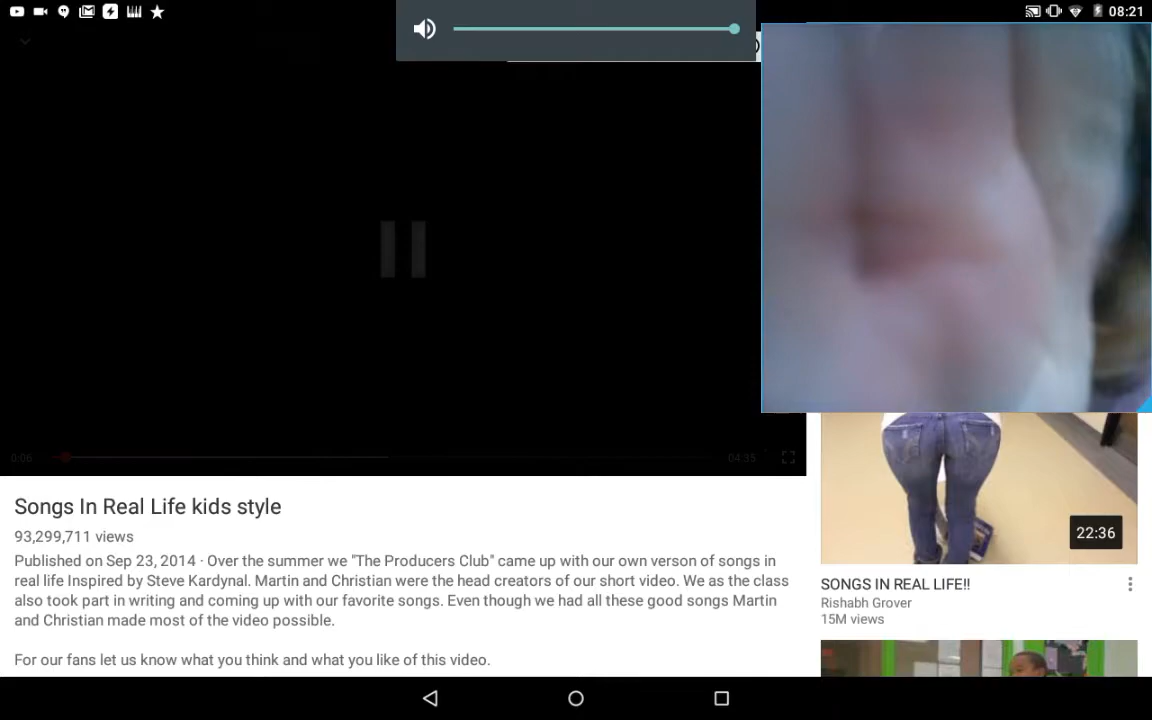 08:21
0:06
04:35
Songs In Real Life kids style
93,299,711 views
Published on Sep 23, 2014 · Over the summer we "The Producers Club" came up with our own verson of songs in
real life Inspired by Steve Kardynal. Martin and Christian were the head creators of our short video. We as the class
also took part in writing and coming up with our favorite songs. Even though we had all these good songs Martin
and Christian made most of the video possible.
For our fans let us know what you think and what you like of this video.
22:36
SONGS IN REAL LIFE!!
Rishabh Grover
15M views